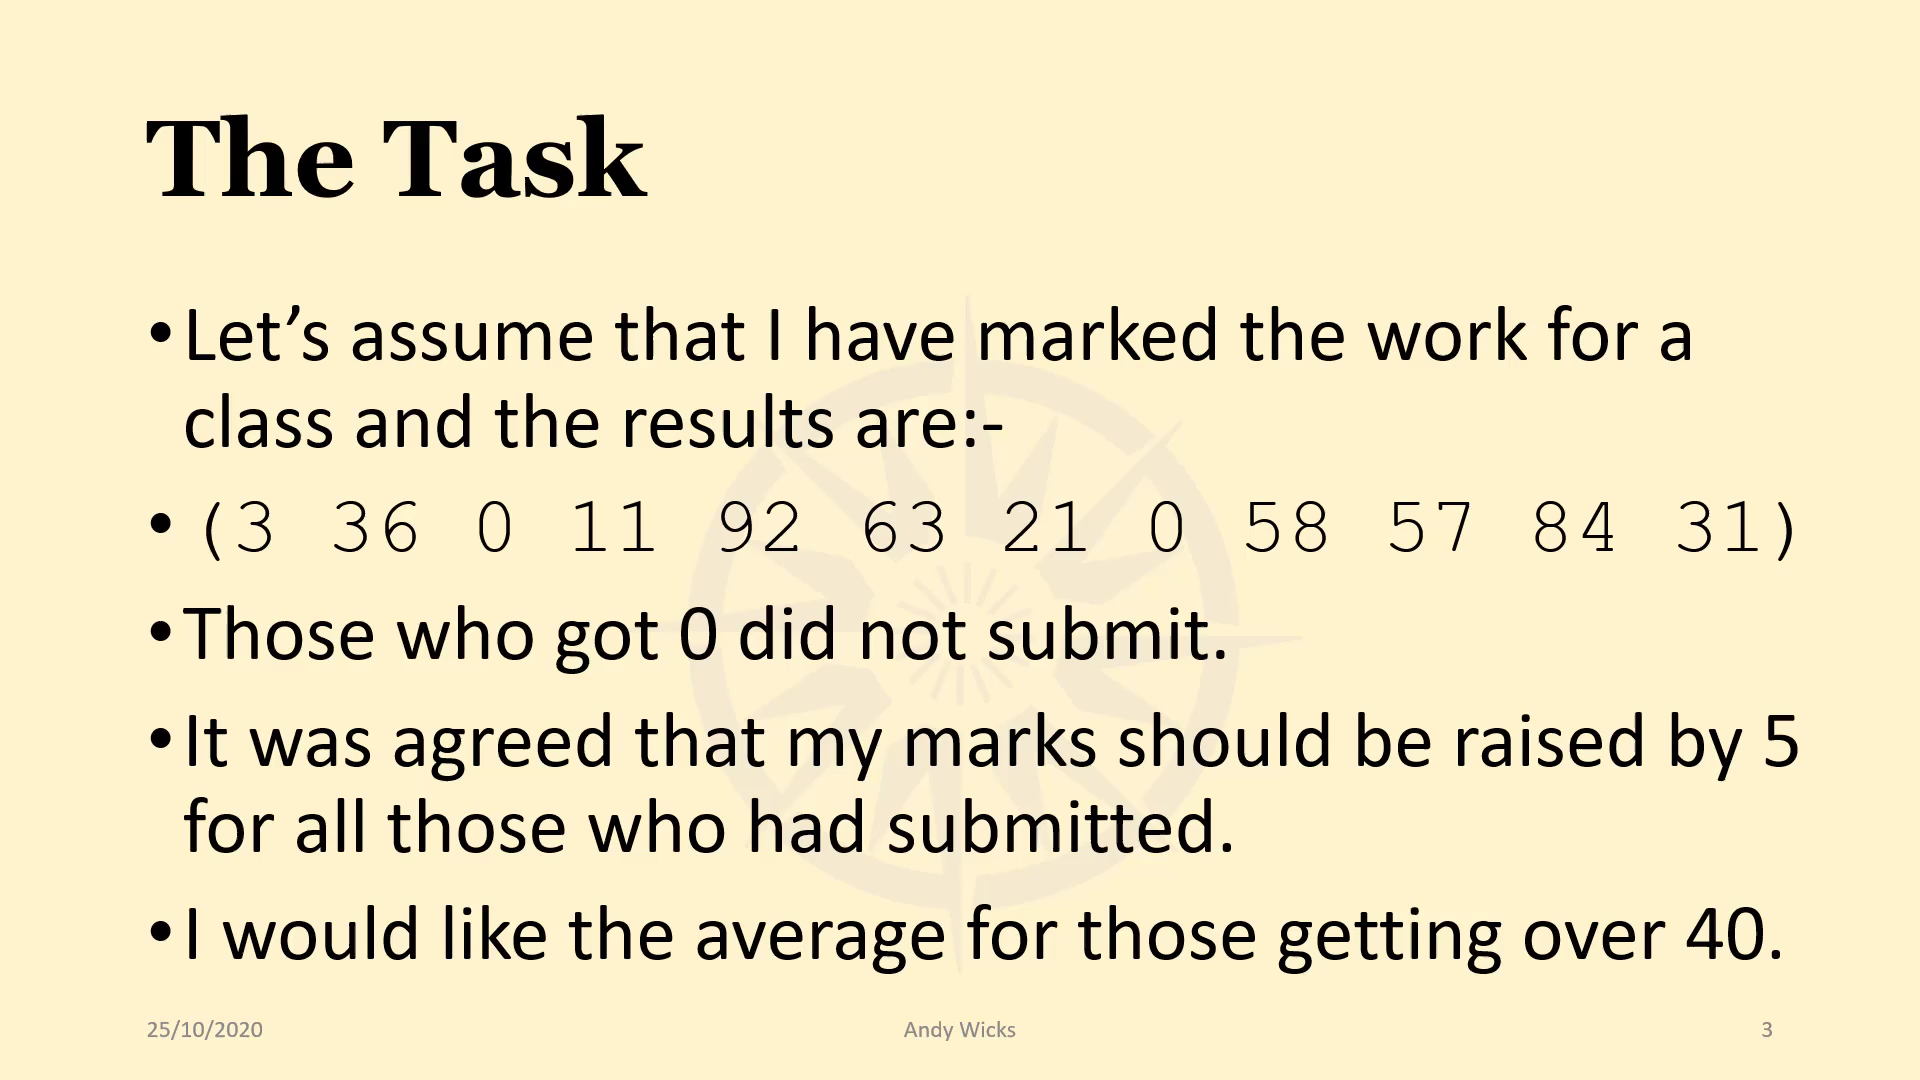 The Task
•Let’s assume that I have marked the work for a
class and the results are:-
•(3 36 0 11 92 63 21 0 58 57 84 31)
•Those who got 0 did not submit.
•It was agreed that my marks should be raised by 5
for all those who had submitted.
•I would like the average for those getting over 40.
25/10/2020 Andy Wicks 3